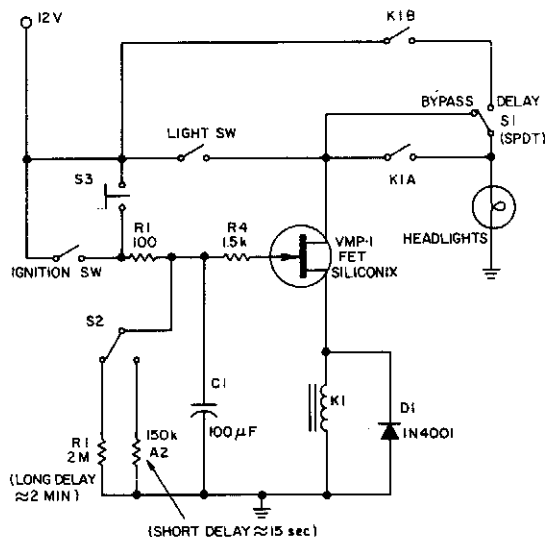 12V
K1B
BYPASS
DELAY
S1
(SPDT)
LIGHT SW
K1A
S3
R1
100
R4
1.5k
VMP-1
FET
SILICONIX
HEADLIGHTS
IGNITION SW
S2
C1
100µF
K1
D1
1N4001
R1
2M
150k
A2
(LONG DELAY
≈2 MIN)
(SHORT DELAY≈15 sec)